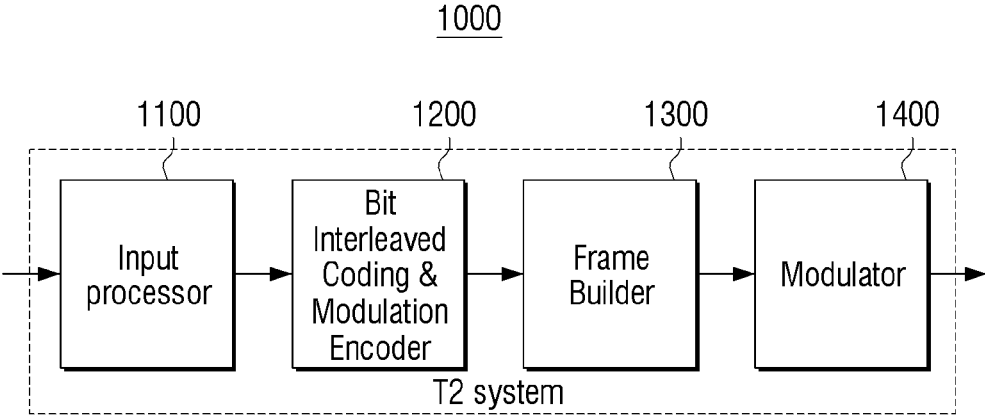 1000
1100
1200
1300
1400
Input
processor
Bit
Interleaved
Coding &
Modulation
Encoder
Frame
Builder
Modulator
T2 system